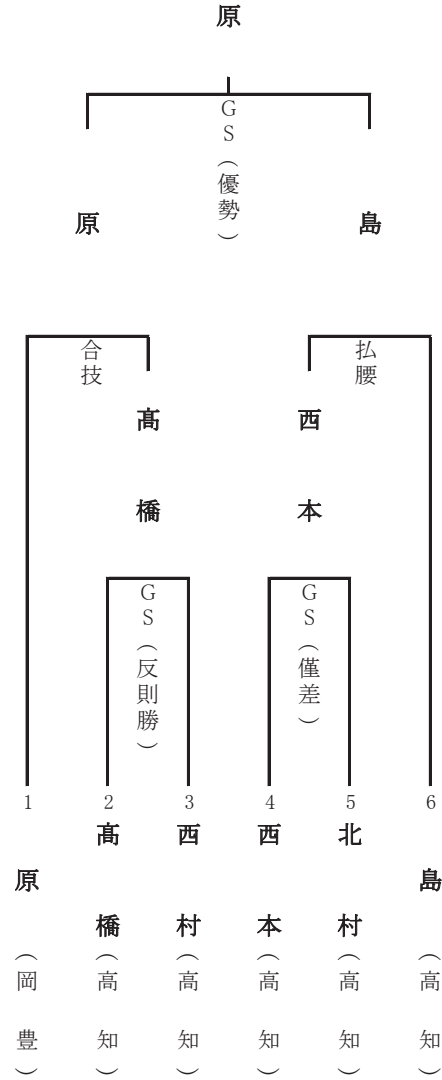 原
GS（優勢）
原
島
合技
払腰
髙橋
西本
GS（反則勝）
GS（僅差）
1
2
3
4
5
6
原（岡豊）
髙橋（高知）
西村（高知）
西本（高知）
北村（高知）
島（高知）